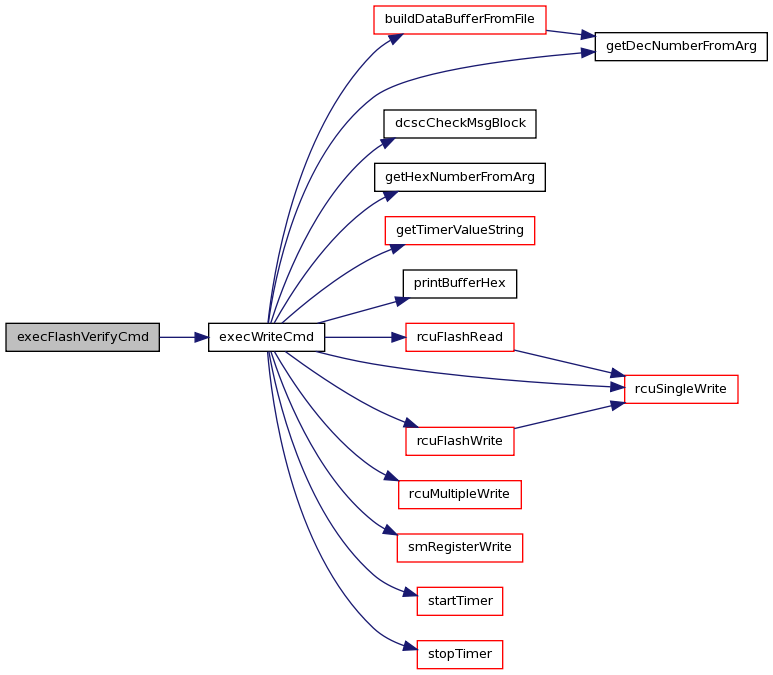 execFlashVerifyCmd
execWriteCmd
buildDataBufferFromFile
getDecNumberFromArg
dcscCheckMsgBlock
getHexNumberFromArg
getTimerValueString
printBufferHex
rcuFlashRead
rcuSingleWrite
rcuFlashWrite
rcuMultipleWrite
smRegisterWrite
startTimer
stopTimer